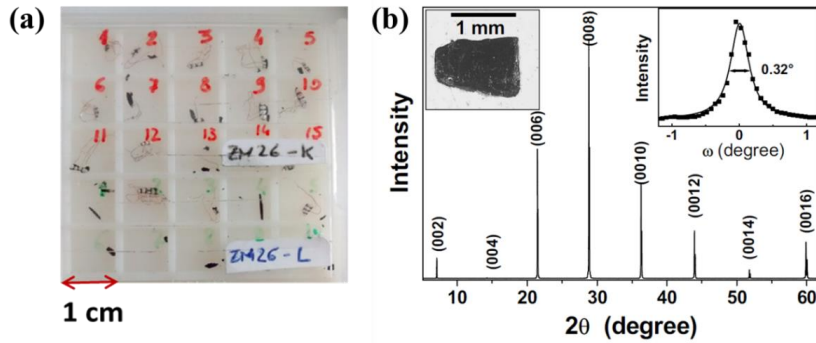 (a)
1 2 3 4 5
6 7 8 9 10
11 12 13 14 15
ZM26-K
ZM26-L
1 cm
(b)
1 mm
(002)
(004)
(006)
(008)
(0010)
(0012)
(0014)
(0016)
Intensity
10 20 30 40 50 60
2θ (degree)
Intensity
0.32°
-1 0 1
ω (degree)